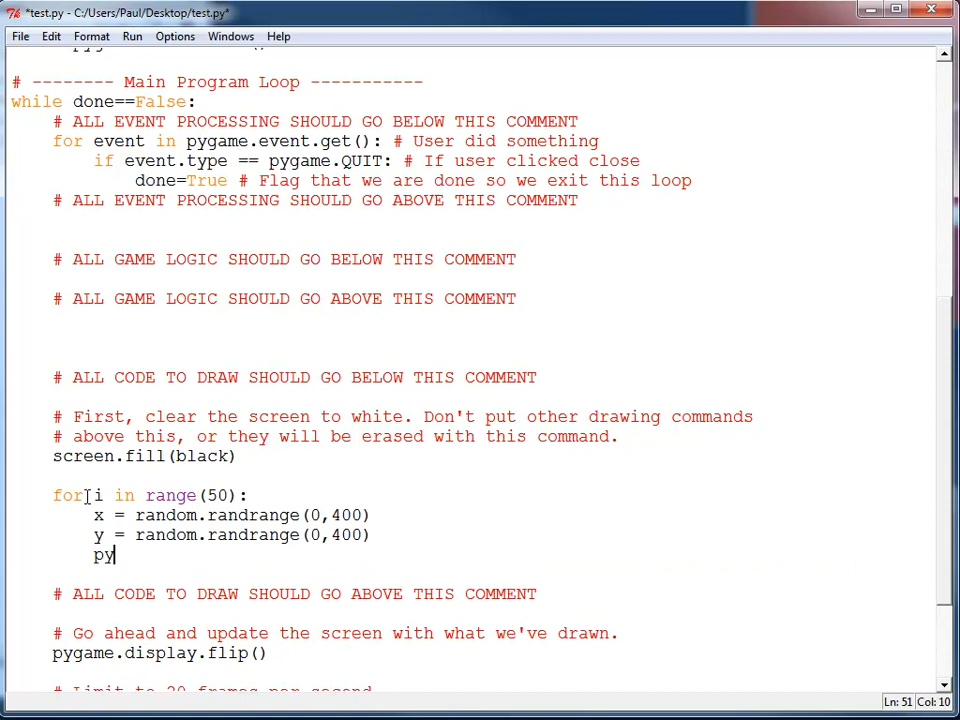 *test.py - C:/Users/Paul/Desktop/test.py*
File Edit Format Run Options Windows Help
# -------- Main Program Loop -----------
while done==False:
    # ALL EVENT PROCESSING SHOULD GO BELOW THIS COMMENT
    for event in pygame.event.get(): # User did something
        if event.type == pygame.QUIT: # If user clicked close
            done=True # Flag that we are done so we exit this loop
    # ALL EVENT PROCESSING SHOULD GO ABOVE THIS COMMENT
    # ALL GAME LOGIC SHOULD GO BELOW THIS COMMENT
    # ALL GAME LOGIC SHOULD GO ABOVE THIS COMMENT
    # ALL CODE TO DRAW SHOULD GO BELOW THIS COMMENT
    # First, clear the screen to white. Don't put other drawing commands
    # above this, or they will be erased with this command.
    screen.fill(black)
    for i in range(50):
        x = random.randrange(0,400)
        y = random.randrange(0,400)
        py
    # ALL CODE TO DRAW SHOULD GO ABOVE THIS COMMENT
    # Go ahead and update the screen with what we've drawn.
    pygame.display.flip()
    # Limit to 20 frames per second
Ln: 51 Col: 10